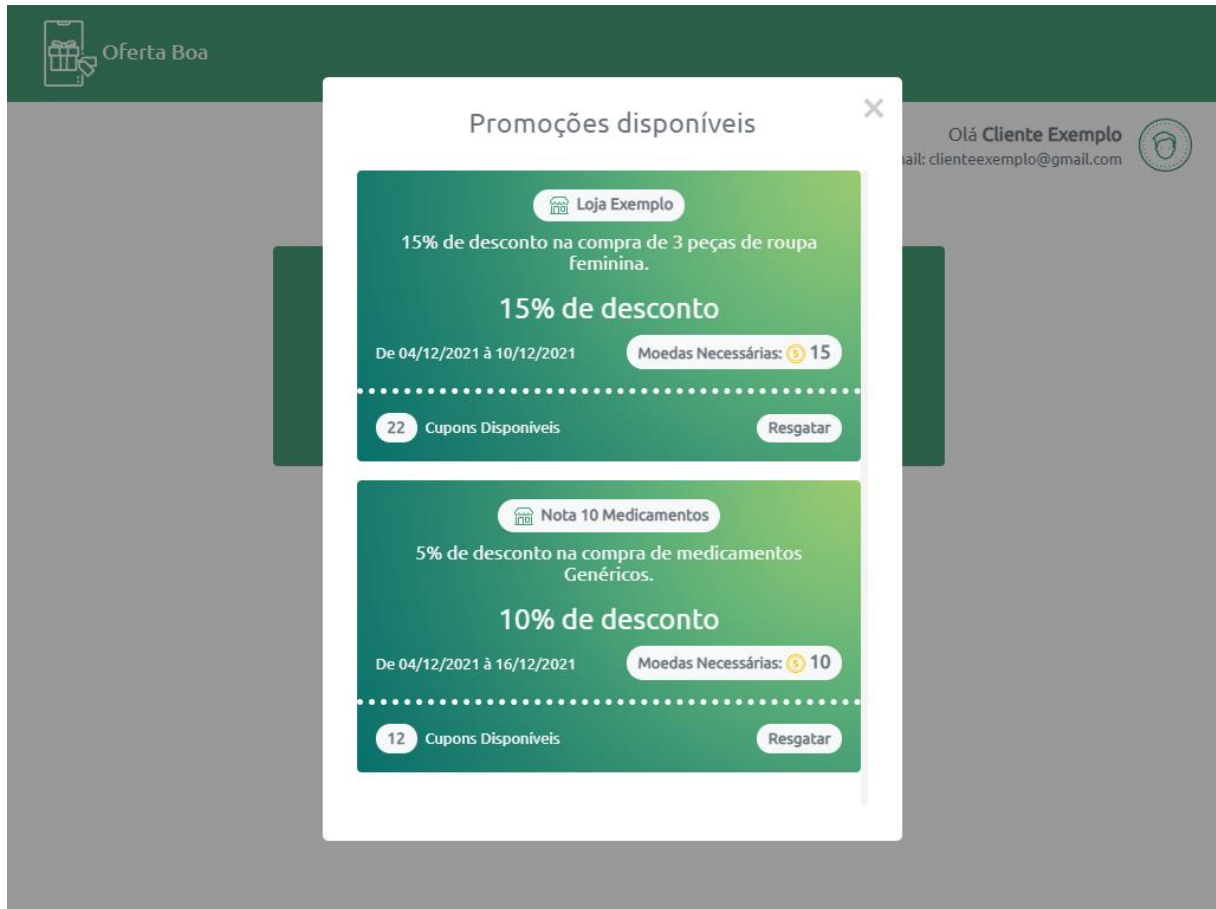 Oferta Boa
Promoções disponíveis
×
Olá Cliente Exemplo
ail: clienteexemplo@gmail.com
Loja Exemplo
15% de desconto na compra de 3 peças de roupa
feminina.
15% de desconto
De 04/12/2021 à 10/12/2021
Moedas Necessárias: 15
22 Cupons Disponíveis
Resgatar
Nota 10 Medicamentos
5% de desconto na compra de medicamentos
Genéricos.
10% de desconto
De 04/12/2021 à 16/12/2021
Moedas Necessárias: 10
12 Cupons Disponíveis
Resgatar